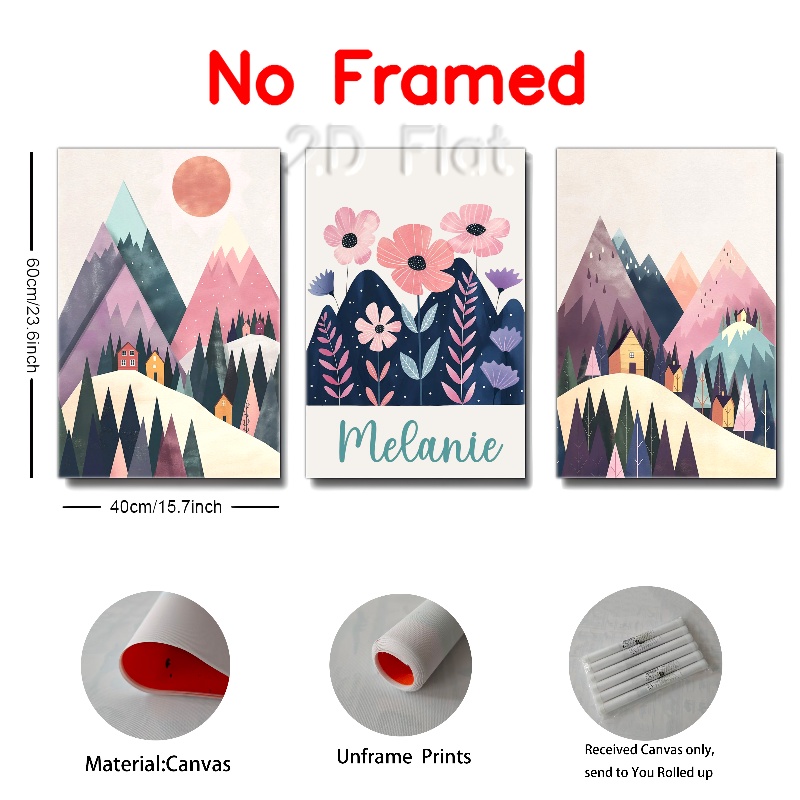 No Framed
2D Flat
60cm/23.6inch
Melanie
40cm/15.7inch
Material:Canvas
Unframe Prints
Received Canvas only,
send to You Rolled up